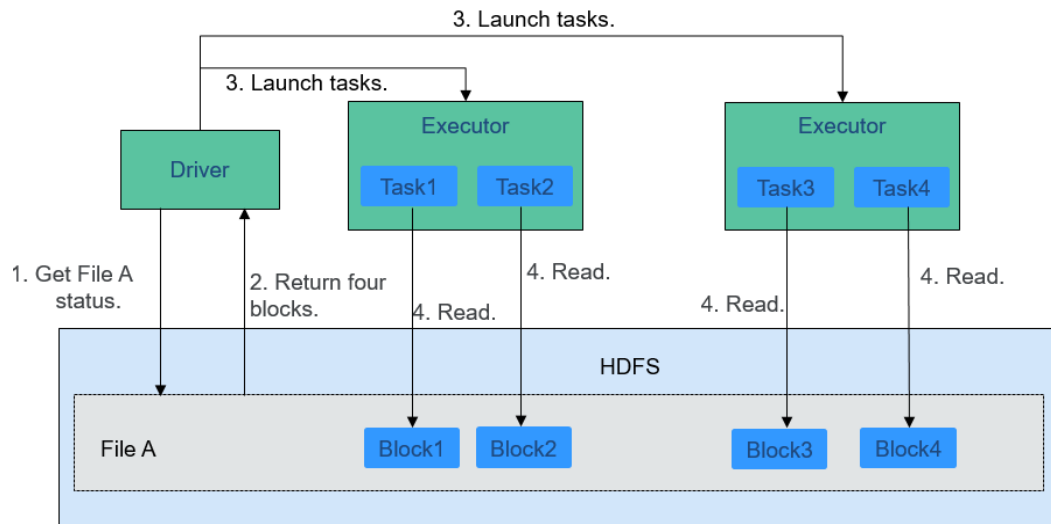 3. Launch tasks.
3. Launch tasks.
Executor
Executor
Driver
Task1
Task2
Task3
Task4
1. Get File A
status.
2. Return four
blocks.
4. Read.
4. Read.
4. Read.
4. Read.
HDFS
File A
Block1
Block2
Block3
Block4